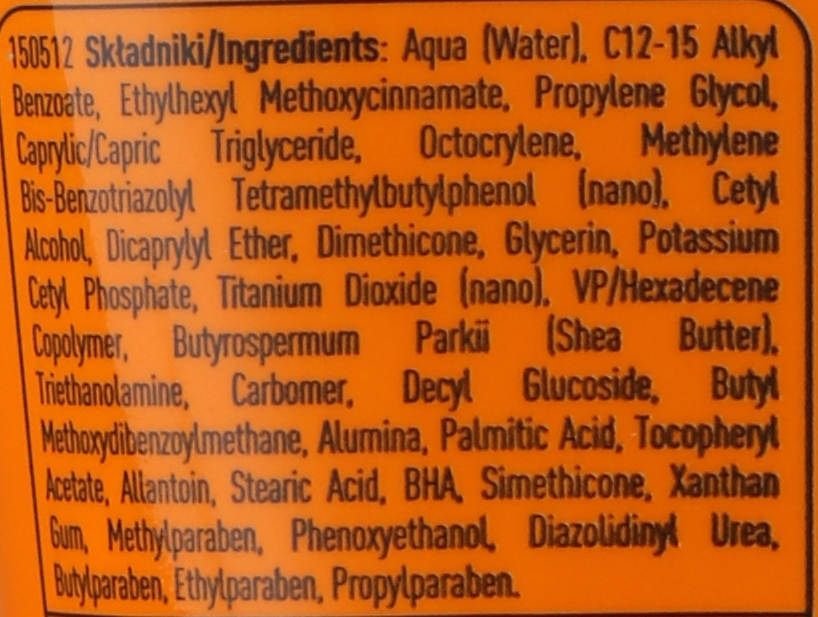 150512 Składniki/Ingredients: Aqua (Water), C12-15 Alkyl
Benzoate, Ethylhexyl Methoxycinnamate, Propylene Glycol,
Caprylic/Capric Triglyceride, Octocrylene, Methylene
Bis-Benzotriazolyl Tetramethylbutylphenol (nano), Cetyl
Alcohol, Dicaprylyl Ether, Dimethicone, Glycerin, Potassium
Cetyl Phosphate, Titanium Dioxide (nano), VP/Hexadecene
Copolymer, Butyrospermum Parkii (Shea Butter),
Triethanolamine, Carbomer, Decyl Glucoside, Butyl
Methoxydibenzoylmethane, Alumina, Palmitic Acid, Tocopheryl
Acetate, Allantoin, Stearic Acid, BHA, Simethicone, Xanthan
Gum, Methylparaben, Phenoxyethanol, Diazolidinyl Urea,
Butylparaben, Ethylparaben, Propylparaben.